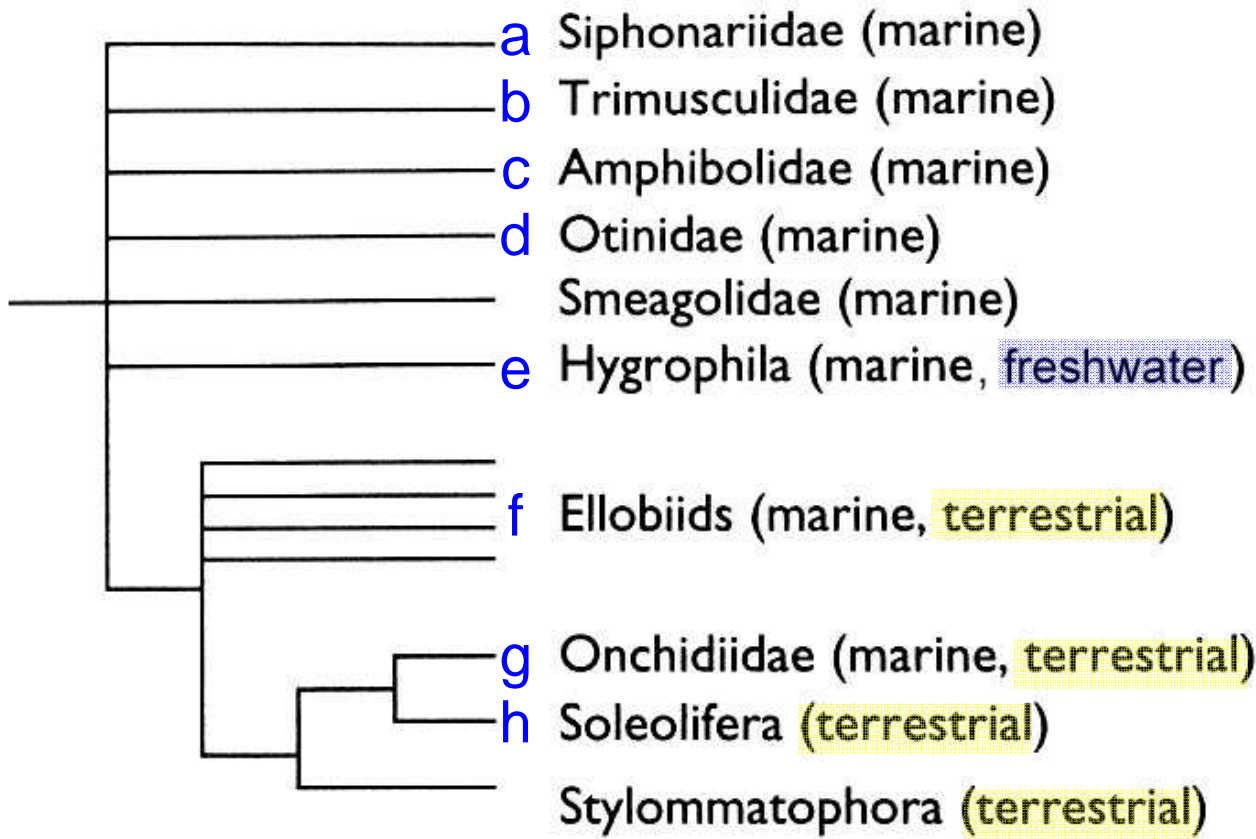 a Siphonariidae (marine)
b Trimusculidae (marine)
c Amphibolidae (marine)
d Otinidae (marine)
Smeagolidae (marine)
e Hygrophila (marine, freshwater)
f Ellobiids (marine, terrestrial)
g Onchidiidae (marine, terrestrial)
h Soleolifera (terrestrial)
Stylommatophora (terrestrial)